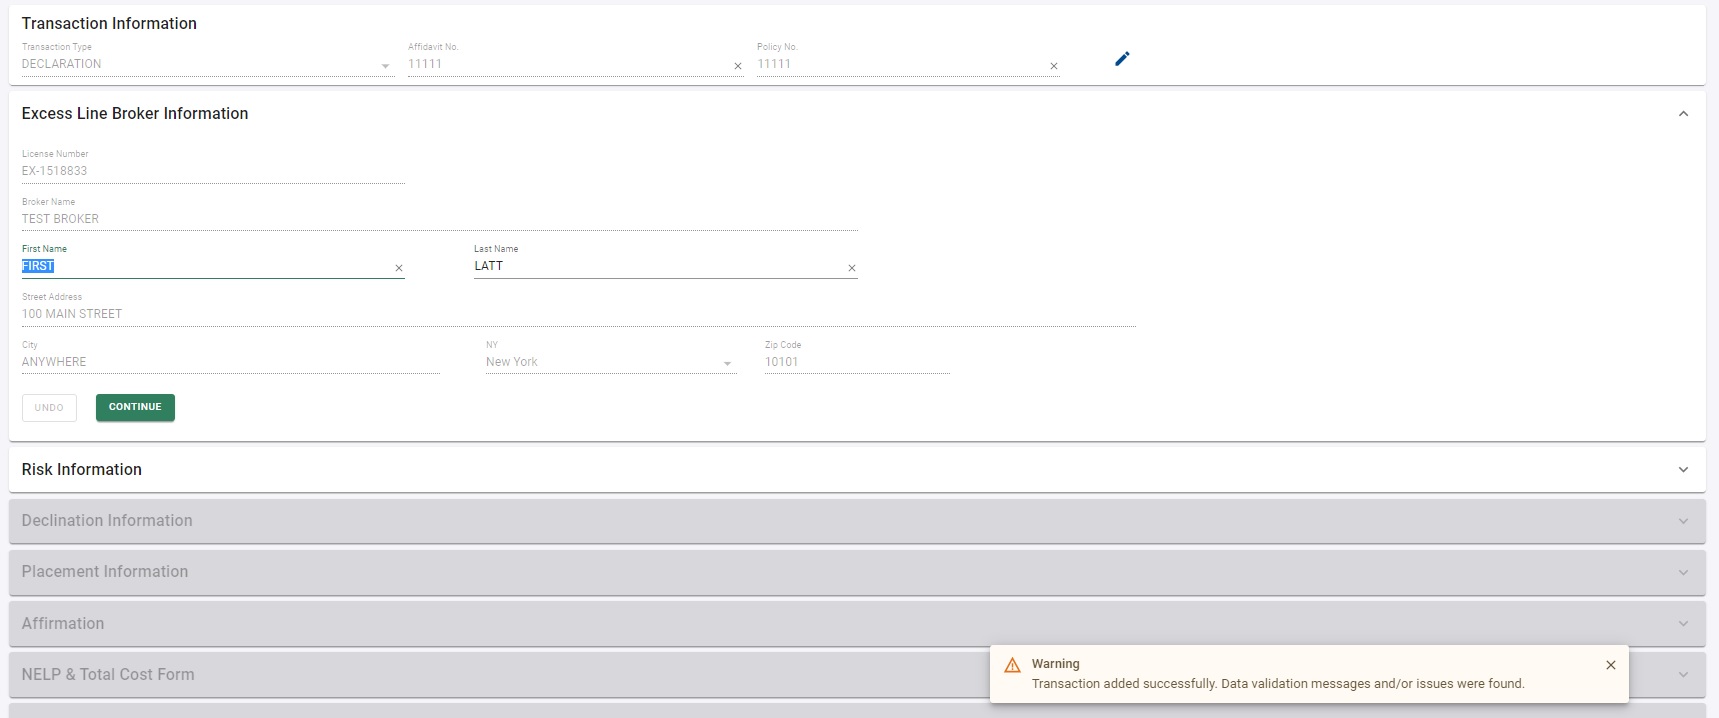 Transaction Information
Transaction Type
DECLARATION
Affidavit No.
11111
Policy No.
11111
Excess Line Broker Information
License Number
EX-1518833
Broker Name
TEST BROKER
First Name
FIRST
Last Name
LATT
Street Address
100 MAIN STREET
City
ANYWHERE
NY
New York
Zip Code
10101
UNDO
CONTINUE
Risk Information
Declination Information
Placement Information
Affirmation
NELP & Total Cost Form
Warning
Transaction added successfully. Data validation messages and/or issues were found.